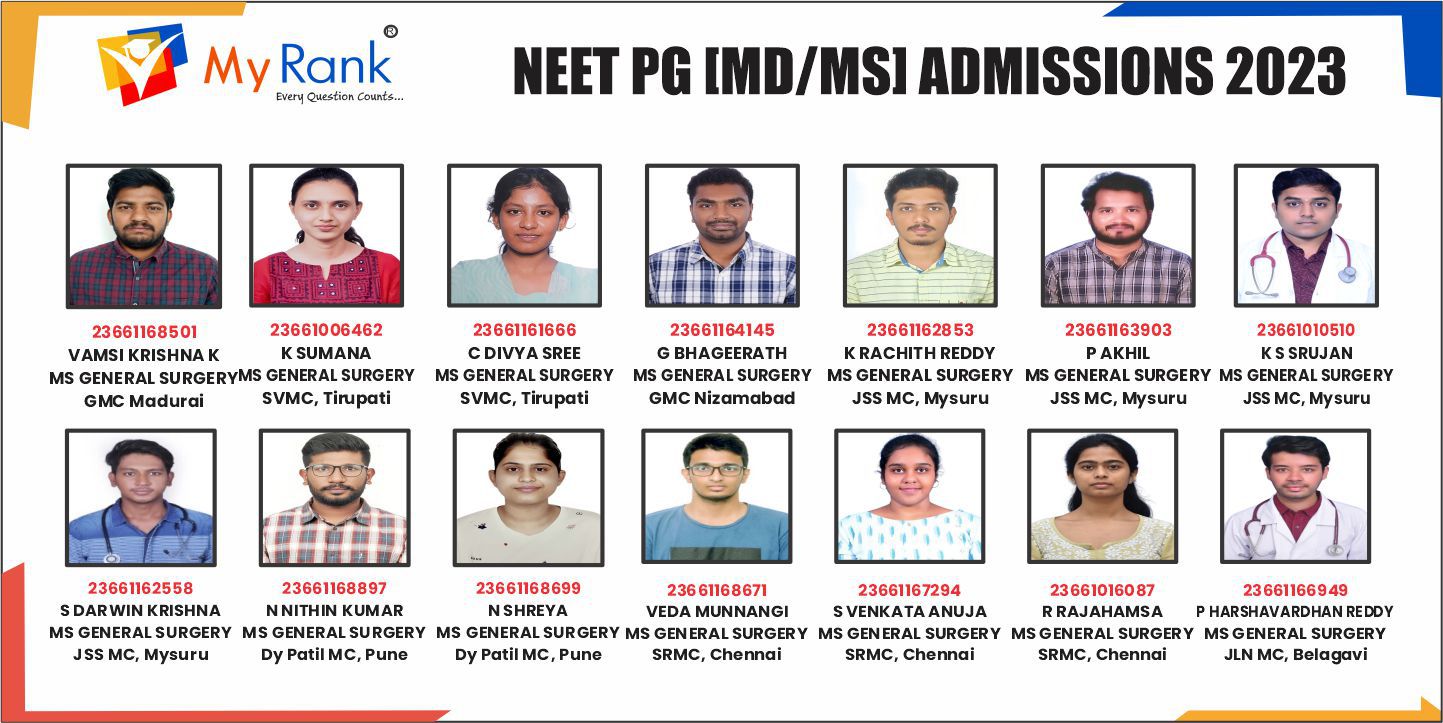 My Rank®
Every Question Counts...
NEET PG [MD/MS] ADMISSIONS 2023
23661168501
VAMSI KRISHNA K
MS GENERAL SURGERY
GMC Madurai
23661006462
K SUMANA
MS GENERAL SURGERY
SVMC, Tirupati
23661161666
C DIVYA SREE
MS GENERAL SURGERY
SVMC, Tirupati
23661164145
G BHAGEERATH
MS GENERAL SURGERY
GMC Nizamabad
23661162853
K RACHITH REDDY
MS GENERAL SURGERY
JSS MC, Mysuru
23661163903
P AKHIL
MS GENERAL SURGERY
JSS MC, Mysuru
23661010510
K S SRUJAN
MS GENERAL SURGERY
JSS MC, Mysuru
23661162558
S DARWIN KRISHNA
MS GENERAL SURGERY
JSS MC, Mysuru
23661168897
N NITHIN KUMAR
MS GENERAL SURGERY
Dy Patil MC, Pune
23661168699
N SHREYA
MS GENERAL SURGERY
Dy Patil MC, Pune
23661168671
VEDA MUNNANGI
MS GENERAL SURGERY
SRMC, Chennai
23661167294
S VENKATA ANUJA
MS GENERAL SURGERY
SRMC, Chennai
23661016087
R RAJAHAMSA
MS GENERAL SURGERY
SRMC, Chennai
23661166949
P HARSHAVARDHAN REDDY
MS GENERAL SURGERY
JLN MC, Belagavi